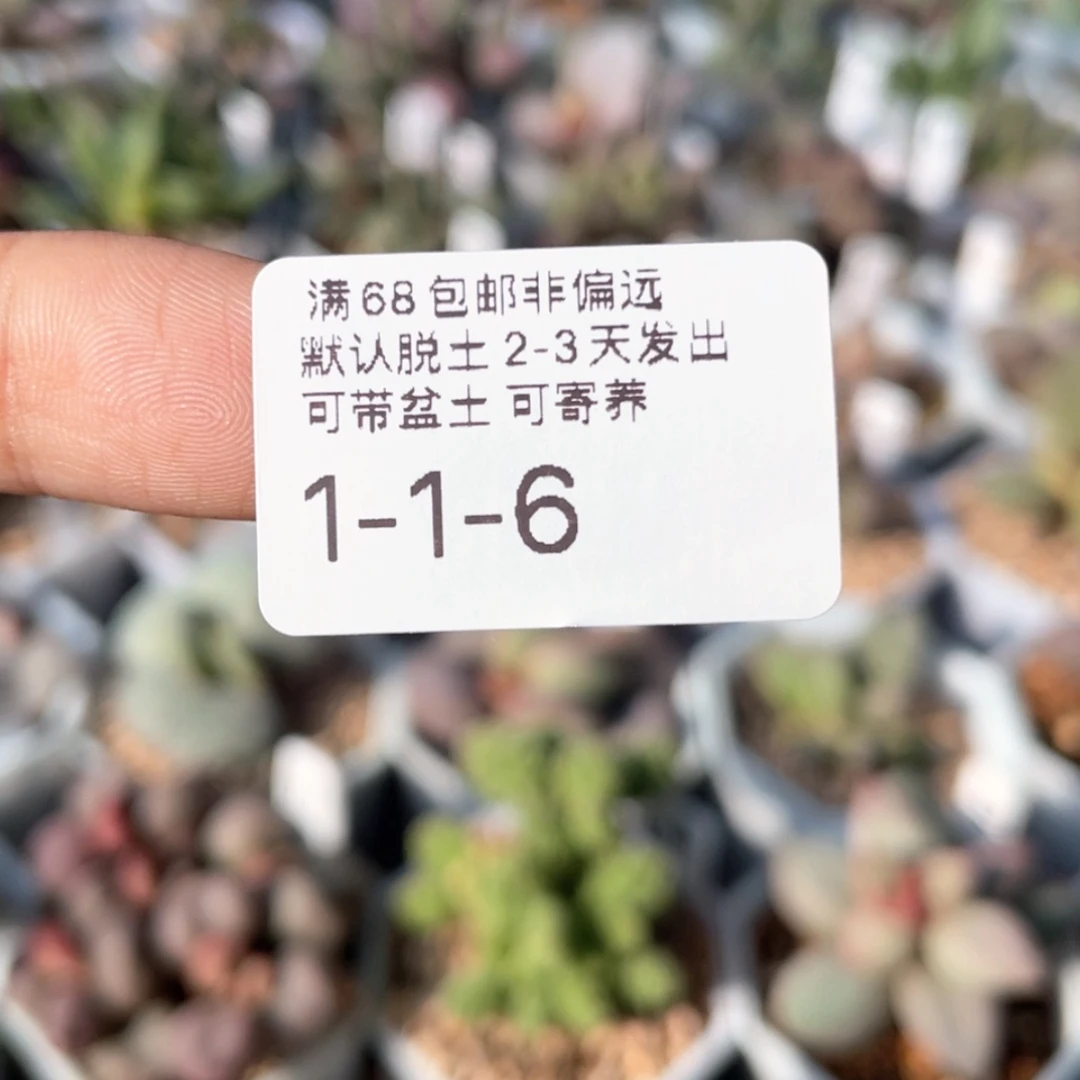 满68包邮非偏远
默认脱土 2-3天发出
可带盆土 可寄养
1-1-6